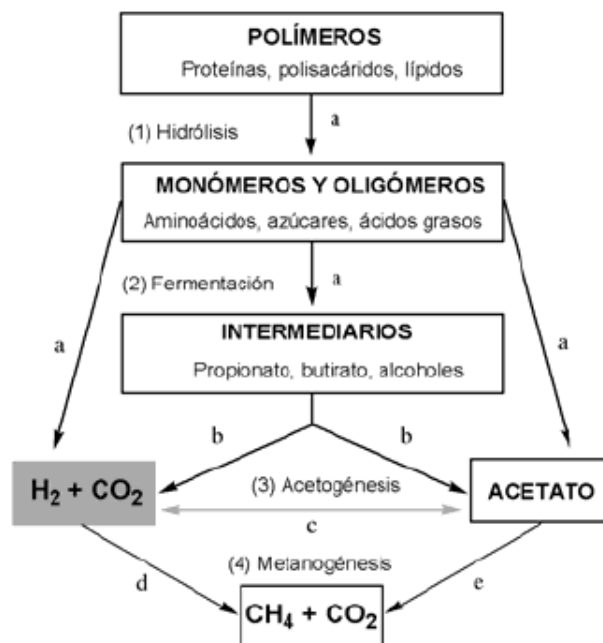 POLÍMEROS
Proteínas, polisacáridos, lípidos
a
(1) Hidrólisis
MONÓMEROS Y OLIGÓMEROS
Aminoácidos, azúcares, ácidos grasos
(2) Fermentación
a
INTERMEDIARIOS
Propionato, butirato, alcoholes
a
a
b
b
H₂ + CO₂
(3) Acetogénesis
ACETATO
c
(4) Metanogénesis
d
e
CH₄ + CO₂